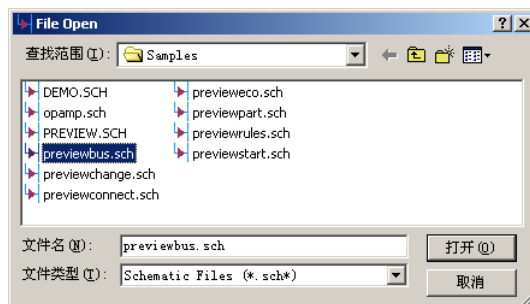 File Open
查找范围(I): Samples
DEMO.SCH
opamp.sch
PREVIEW.SCH
previewbus.sch
previewchange.sch
previewconnect.sch
previeweco.sch
previewpart.sch
previewrules.sch
previewstart.sch
文件名(N): previewbus.sch 打开(O)
文件类型(T): Schematic Files (*.sch*) 取消